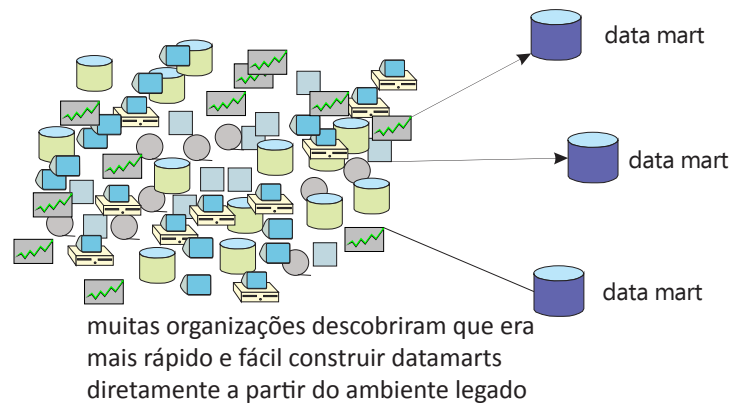 data mart
data mart
data mart
muitas organizações descobriram que era
mais rápido e fácil construir datamarts
diretamente a partir do ambiente legado